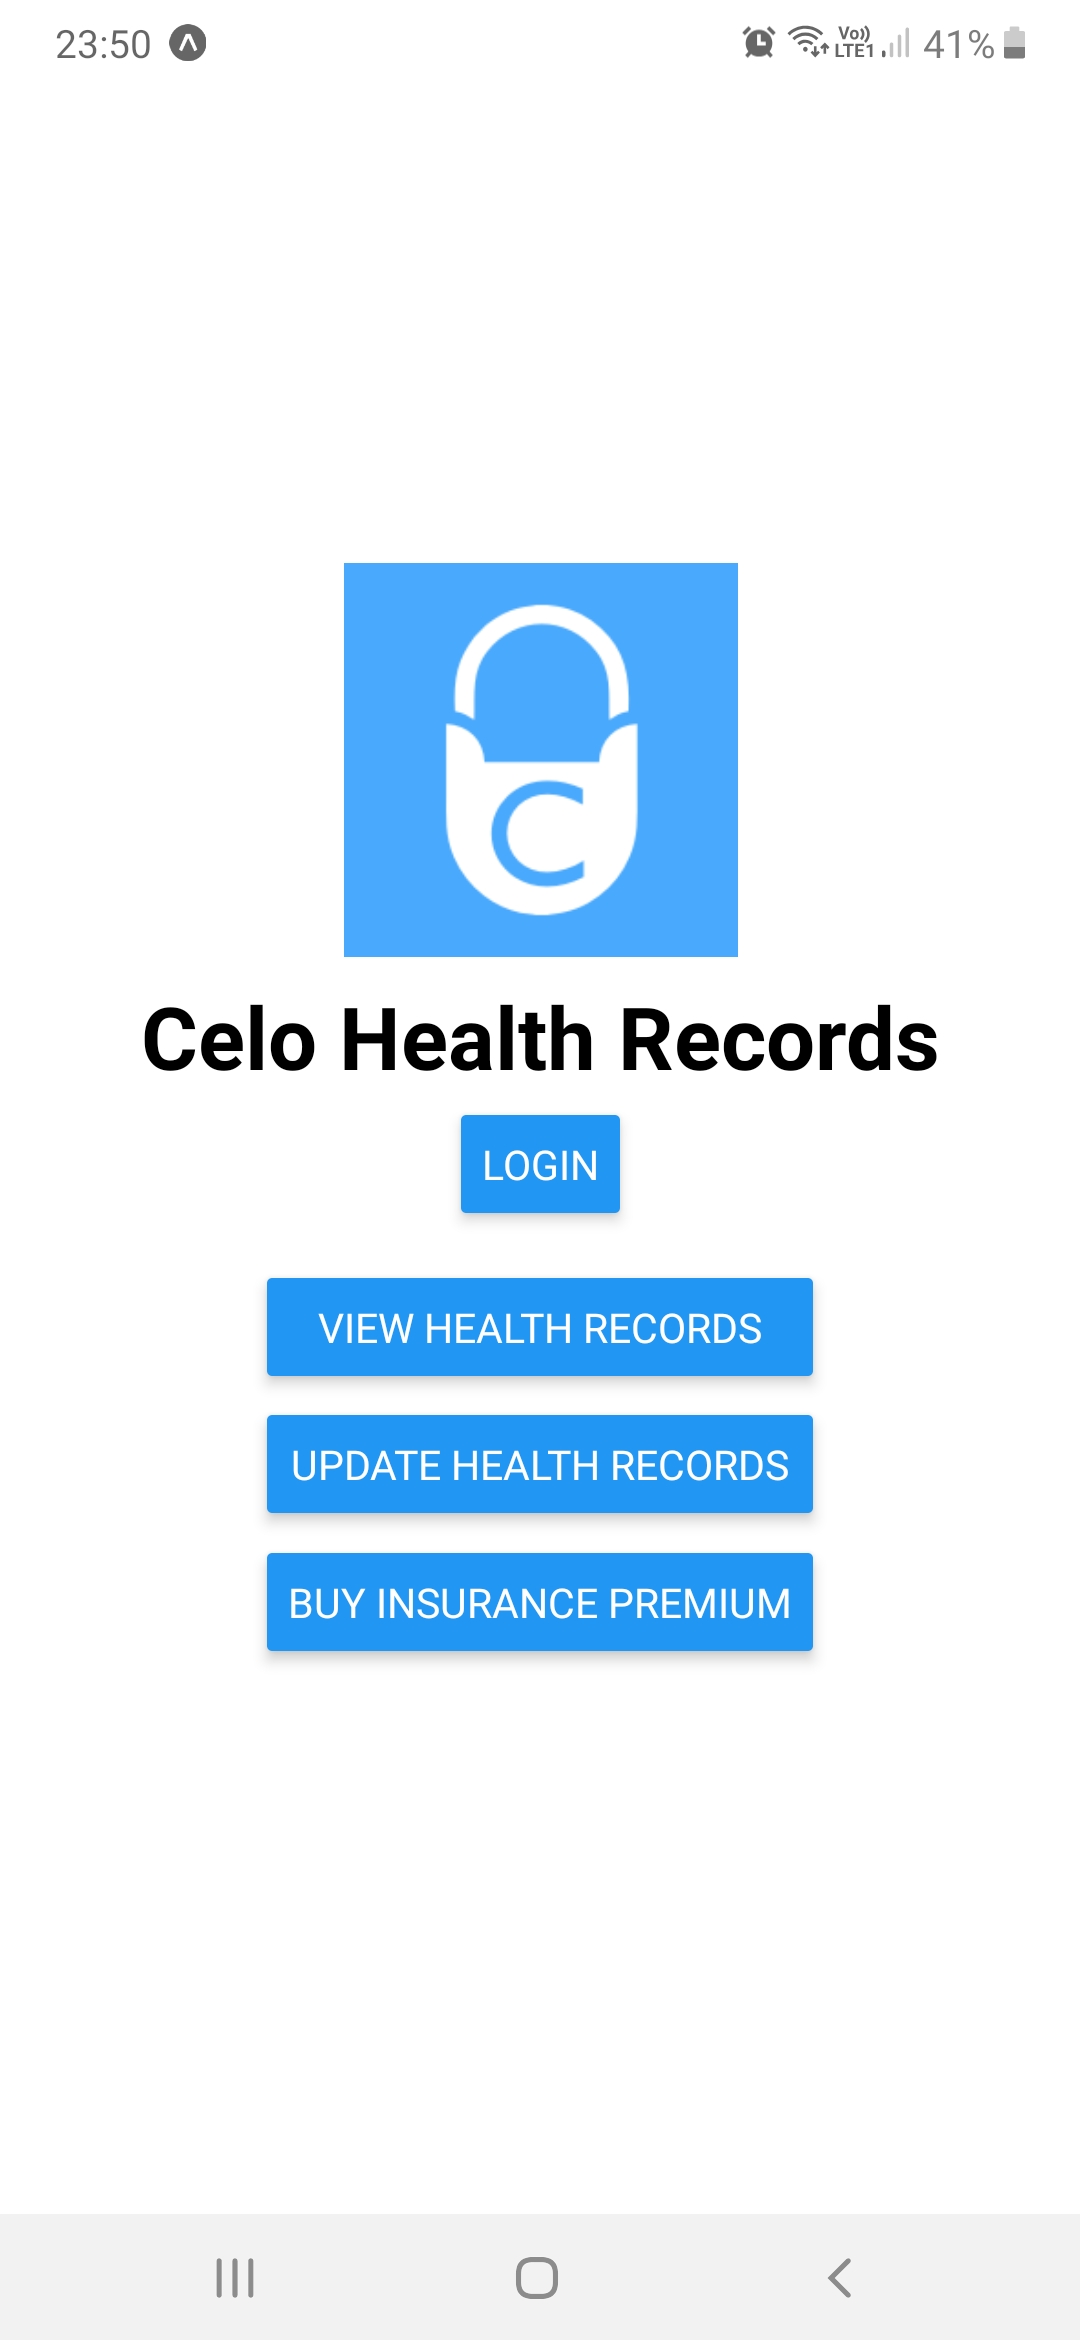 23:50 Vo)) LTE1 41%
C
Celo Health Records
LOGIN
VIEW HEALTH RECORDS
UPDATE HEALTH RECORDS
BUY INSURANCE PREMIUM